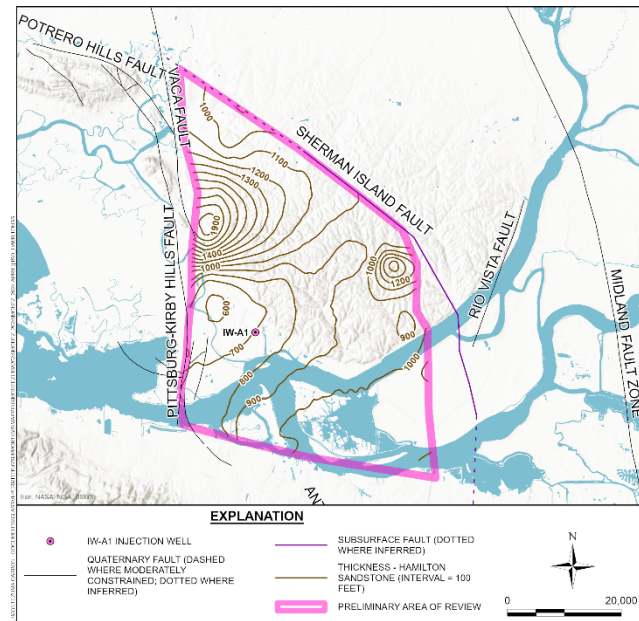 POTRERO HILLS FAULT
VACA FAULT
SHERMAN ISLAND FAULT
PITTSBURG-KIRBY HILLS FAULT
RIO VISTA FAULT
MIDLAND FAULT ZONE
1000
1100
1200
1300
1900
1400
1000
600
IW-A1
700
800
900
1000
1200
900
1000
ANT
EXPLANATION
IW-A1 INJECTION WELL
QUATERNARY FAULT (DASHED
WHERE MODERATELY
CONSTRAINED; DOTTED WHERE
INFERRED)
SUBSURFACE FAULT (DOTTED
WHERE INFERRED)
THICKNESS - HAMILTON
SANDSTONE (INTERVAL = 100
FEET)
PRELIMINARY AREA OF REVIEW
N
0
20,000